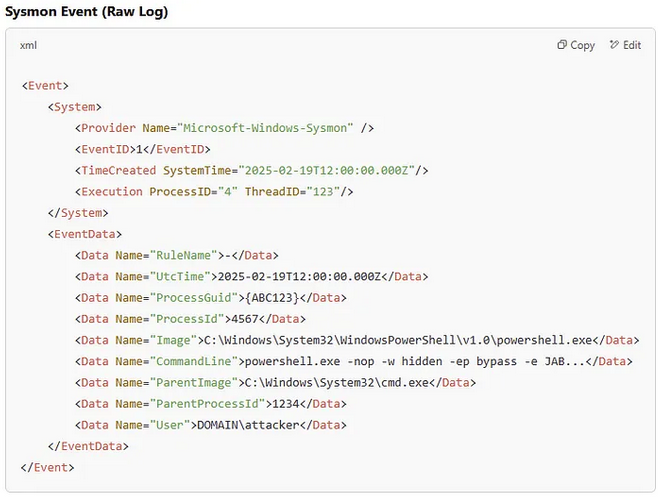 Sysmon Event (Raw Log)
xml Copy Edit
<Event>
<System>
<Provider Name="Microsoft-Windows-Sysmon" />
<EventID>1</EventID>
<TimeCreated SystemTime="2025-02-19T12:00:00.000Z"/>
<Execution ProcessID="4" ThreadID="123"/>
</System>
<EventData>
<Data Name="RuleName">-</Data>
<Data Name="UtcTime">2025-02-19T12:00:00.000Z</Data>
<Data Name="ProcessGuid">{ABC123}</Data>
<Data Name="ProcessId">4567</Data>
<Data Name="Image">C:\Windows\System32\WindowsPowerShell\v1.0\powershell.exe</Data>
<Data Name="CommandLine">powershell.exe -nop -w hidden -ep bypass -e JAB...</Data>
<Data Name="ParentImage">C:\Windows\System32\cmd.exe</Data>
<Data Name="ParentProcessId">1234</Data>
<Data Name="User">DOMAIN\attacker</Data>
</EventData>
</Event>